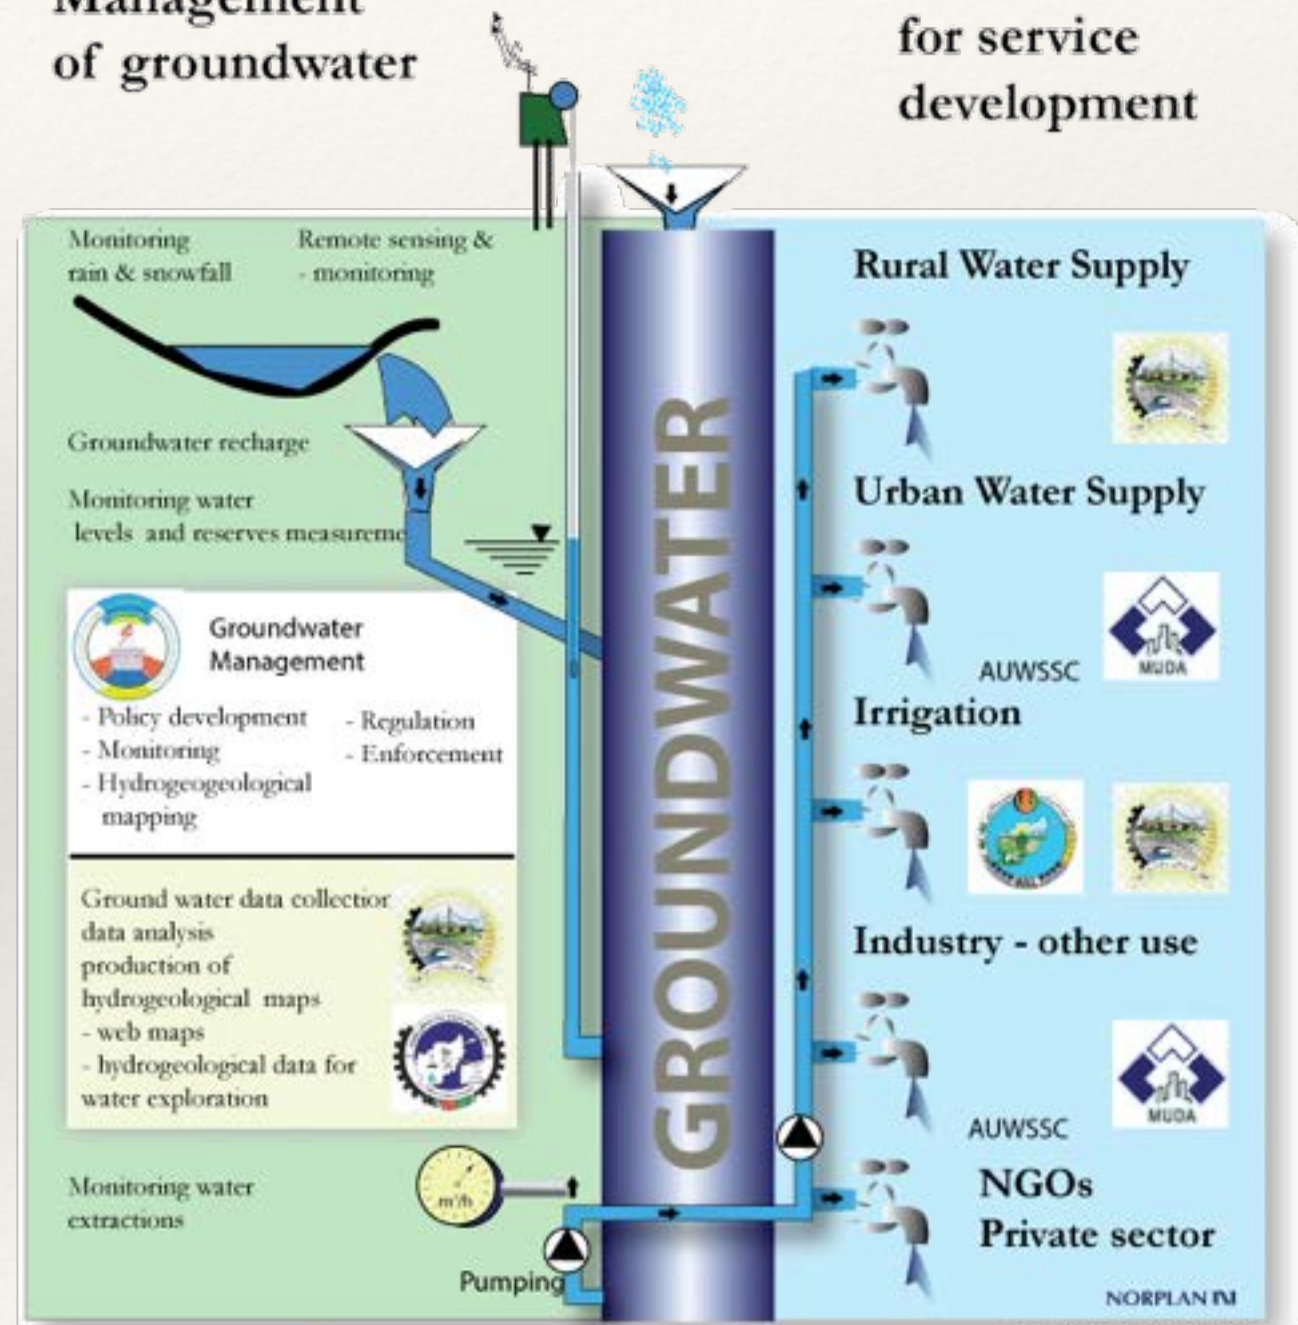 Management
of groundwater
for service
development
Monitoring
rain & snowfall
Remote sensing &
- monitoring
Groundwater recharge
Monitoring water
levels and reserves measureme
Groundwater
Management
- Policy development
- Monitoring
- Hydrogeogeological
mapping
- Regulation
- Enforcement
Ground water data collection
data analysis
production of
hydrogeological maps
- web maps
- hydrogeological data for
water exploration
Monitoring water
extractions
m³/h
Pumping
GROUNDWATER
Rural Water Supply
Urban Water Supply
AUWSSC
MUDA
Irrigation
Industry - other use
AUWSSC
MUDA
NGOs
Private sector
NORPLAN